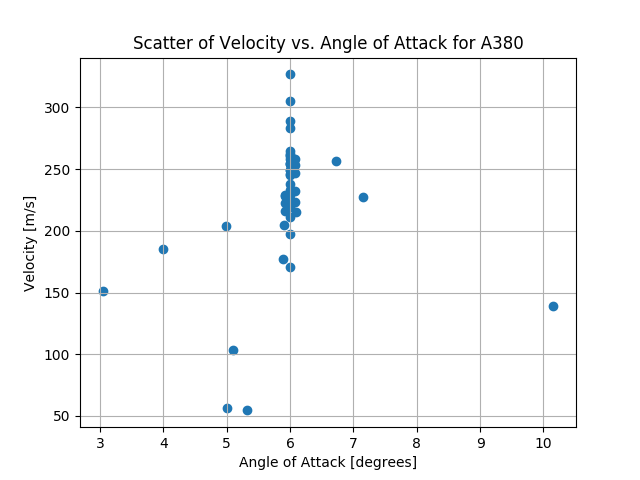 Scatter of Velocity vs. Angle of Attack for A380
300
250
200
150
100
50
Velocity [m/s]
3 4 5 6 7 8 9 10
Angle of Attack [degrees]